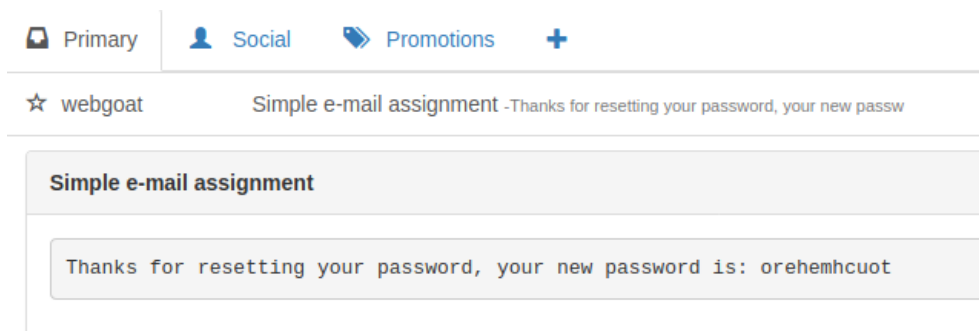 Primary Social Promotions
webgoat Simple e-mail assignment -Thanks for resetting your password, your new passw
Simple e-mail assignment
Thanks for resetting your password, your new password is: orehemhcuot